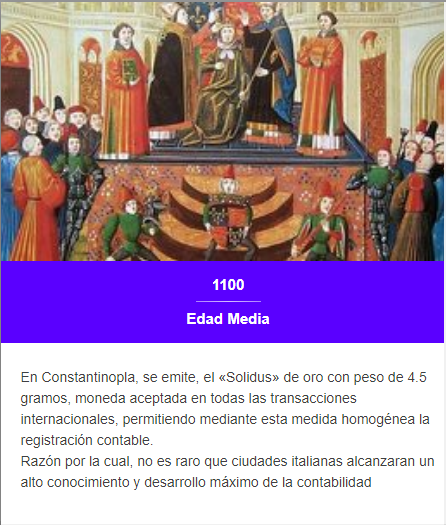 1100
Edad Media
En Constantinopla, se emite, el «Solidus» de oro con peso de 4.5
gramos, moneda aceptada en todas las transacciones
internacionales, permitiendo mediante esta medida homogénea la
registración contable.
Razón por la cual, no es raro que ciudades italianas alcanzaran un
alto conocimiento y desarrollo máximo de la contabilidad